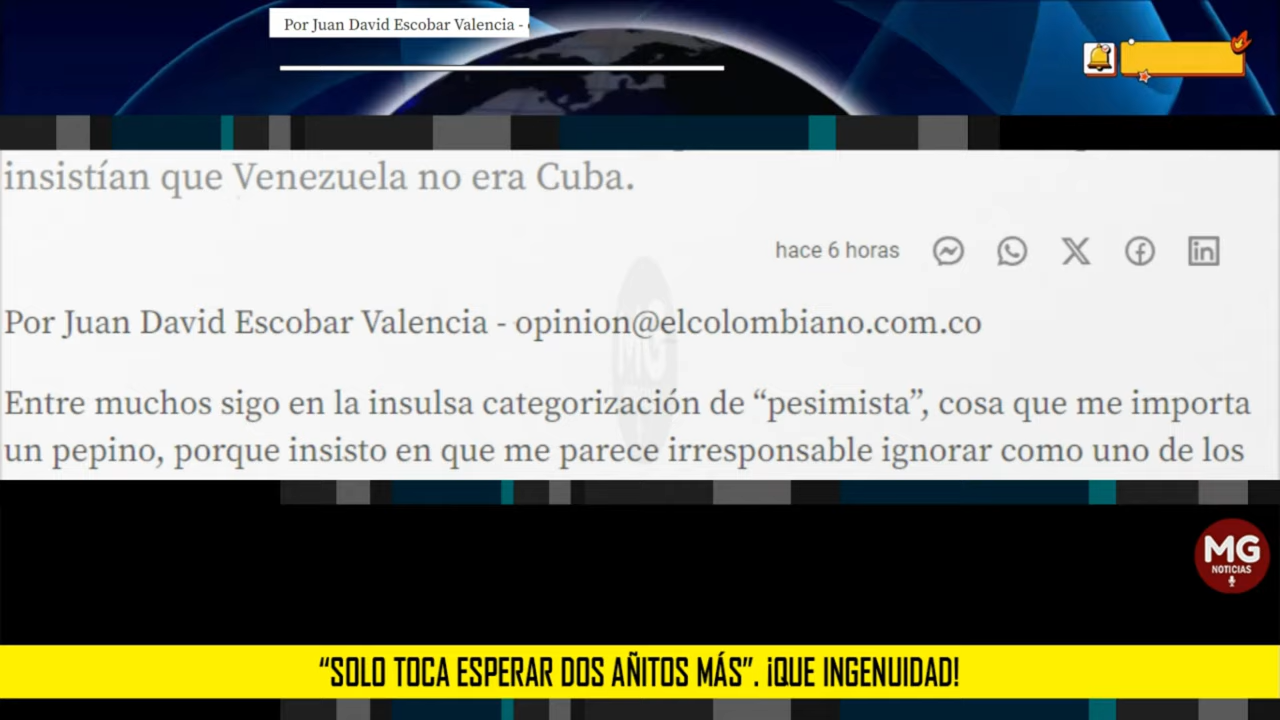 Por Juan David Escobar Valencia -
insistían que Venezuela no era Cuba.
hace 6 horas
Por Juan David Escobar Valencia - opinion@elcolombiano.com.co
Entre muchos sigo en la insulsa categorización de “pesimista”, cosa que me importa
un pepino, porque insisto en que me parece irresponsable ignorar como uno de los
MG
MG
NOTICIAS
“SOLO TOCA ESPERAR DOS AÑITOS MÁS”. ¡QUE INGENUIDAD!